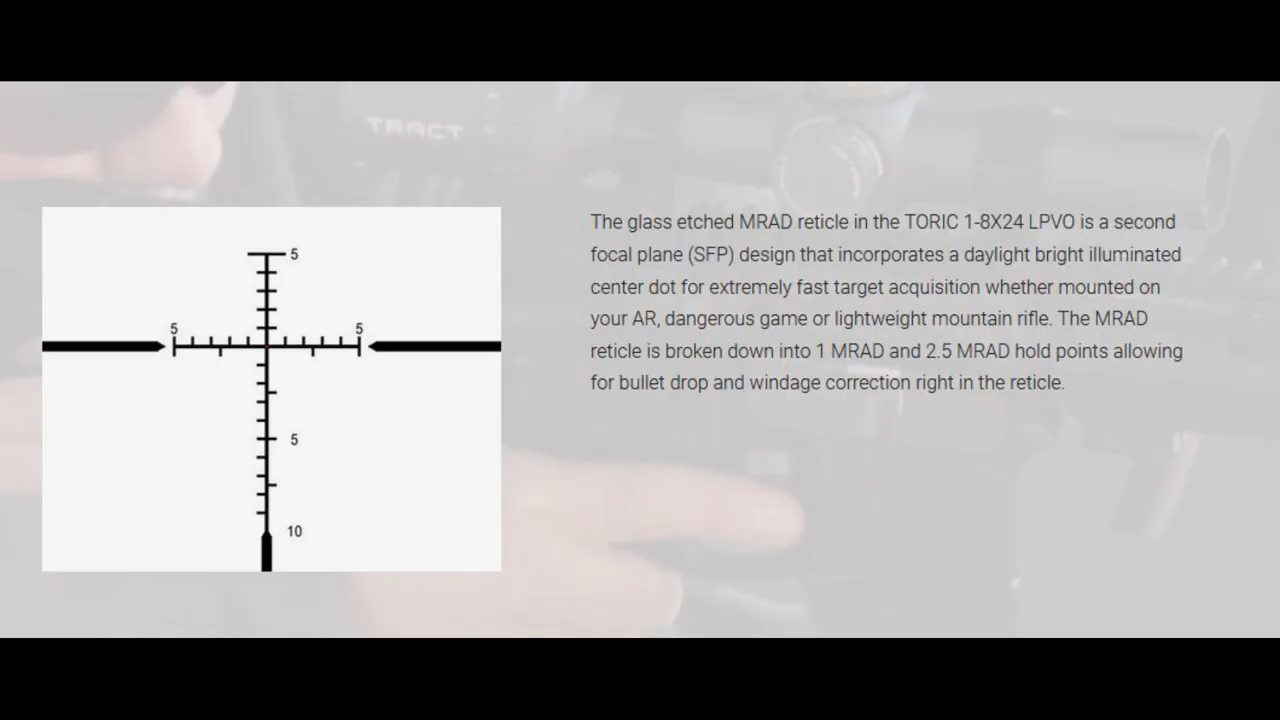 TRACT
5
5
5
5
10
The glass etched MRAD reticle in the TORIC 1-8X24 LPVO is a second
focal plane (SFP) design that incorporates a daylight bright illuminated
center dot for extremely fast target acquisition whether mounted on
your AR, dangerous game or lightweight mountain rifle. The MRAD
reticle is broken down into 1 MRAD and 2.5 MRAD hold points allowing
for bullet drop and windage correction right in the reticle.